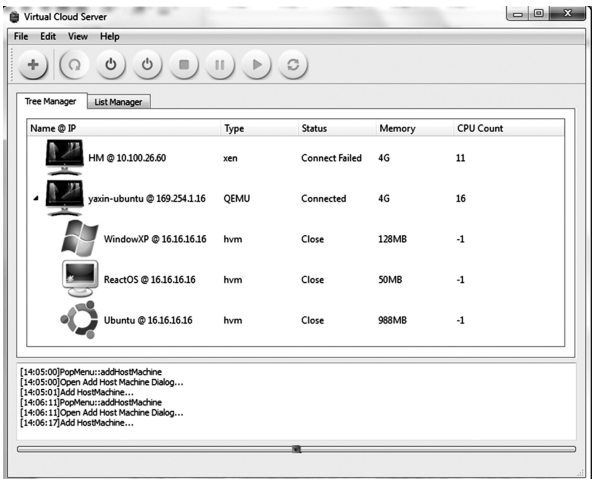 Virtual Cloud Server
File Edit View Help
Tree Manager List Manager
Name @ IP Type Status Memory CPU Count
HM @ 10.100.26.60 xen Connect Failed 4G 11
yaxin-ubuntu @ 169.254.1.16 QEMU Connected 4G 16
WindowXP @ 16.16.16.16 hvm Close 128MB -1
ReactOS @ 16.16.16.16 hvm Close 50MB -1
Ubuntu @ 16.16.16.16 hvm Close 988MB -1
[14:05:00]PopMenu::addHostMachine
[14:05:00]Open Add Host Machine Dialog...
[14:05:01]Add HostMachine...
[14:06:11]PopMenu::addHostMachine
[14:06:11]Open Add Host Machine Dialog...
[14:06:17]Add HostMachine...